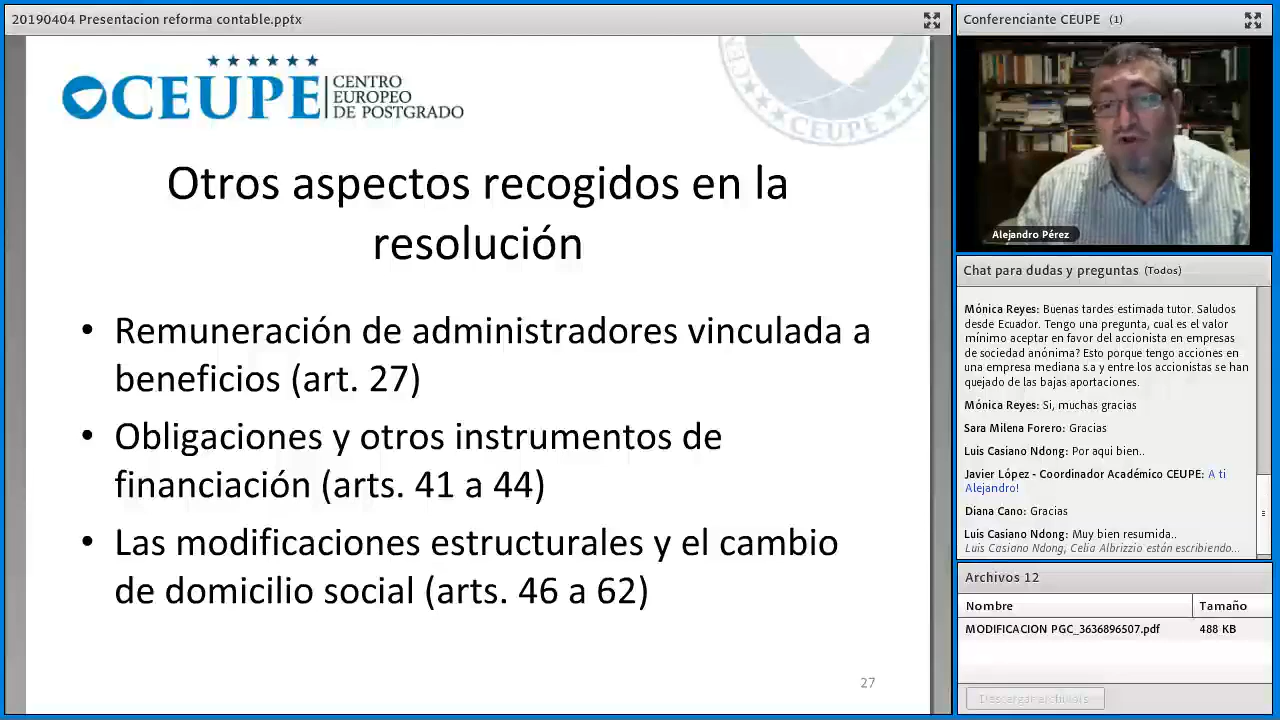 20190404 Presentacion reforma contable.pptx
CEUPE
CENTRO
EUROPEO
DE POSTGRADO
CEUPE
Otros aspectos recogidos en la
resolución
• Remuneración de administradores vinculada a
beneficios (art. 27)
• Obligaciones y otros instrumentos de
financiación (arts. 41 a 44)
• Las modificaciones estructurales y el cambio
de domicilio social (arts. 46 a 62)
27
Conferenciante CEUPE (1)
Alejandro Pérez
Chat para dudas y preguntas (Todos)
Mónica Reyes: Buenas tardes estimada tutor. Saludos
desde Ecuador. Tengo una pregunta, cual es el valor
mínimo aceptar en favor del accionista en empresas
de sociedad anónima? Esto porque tengo acciones en
una empresa mediana s.a y entre los accionistas se han
quejado de las bajas aportaciones.
Mónica Reyes: Si, muchas gracias
Sara Milena Forero: Gracias
Luis Casiano Ndong: Por aqui bien..
Javier López - Coordinador Académico CEUPE: A ti
Alejandro!
Diana Cano: Gracias
Luis Casiano Ndong: Muy bien resumida..
Luis Casiano Ndong, Celia Albrizzio están escribiendo...
Archivos 12
Nombre Tamaño
MODIFICACION PGC_3636896507.pdf 488 KB
Descargar archivo/s